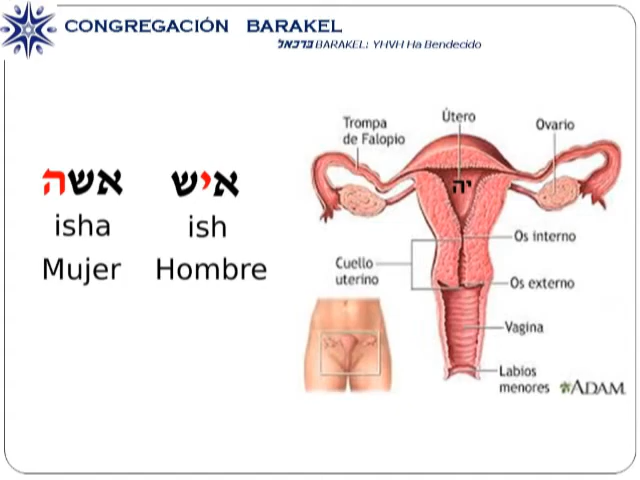 CONGREGACIÓN BARAKEL
ברכאל BARAKEL: YHVH Ha Bendecido
אשה איש
isha ish
Mujer Hombre
Trompa de Falopio
Útero
Ovario
יה
Os interno
Cuello uterino
Os externo
Vagina
Labios menores
ADAM.